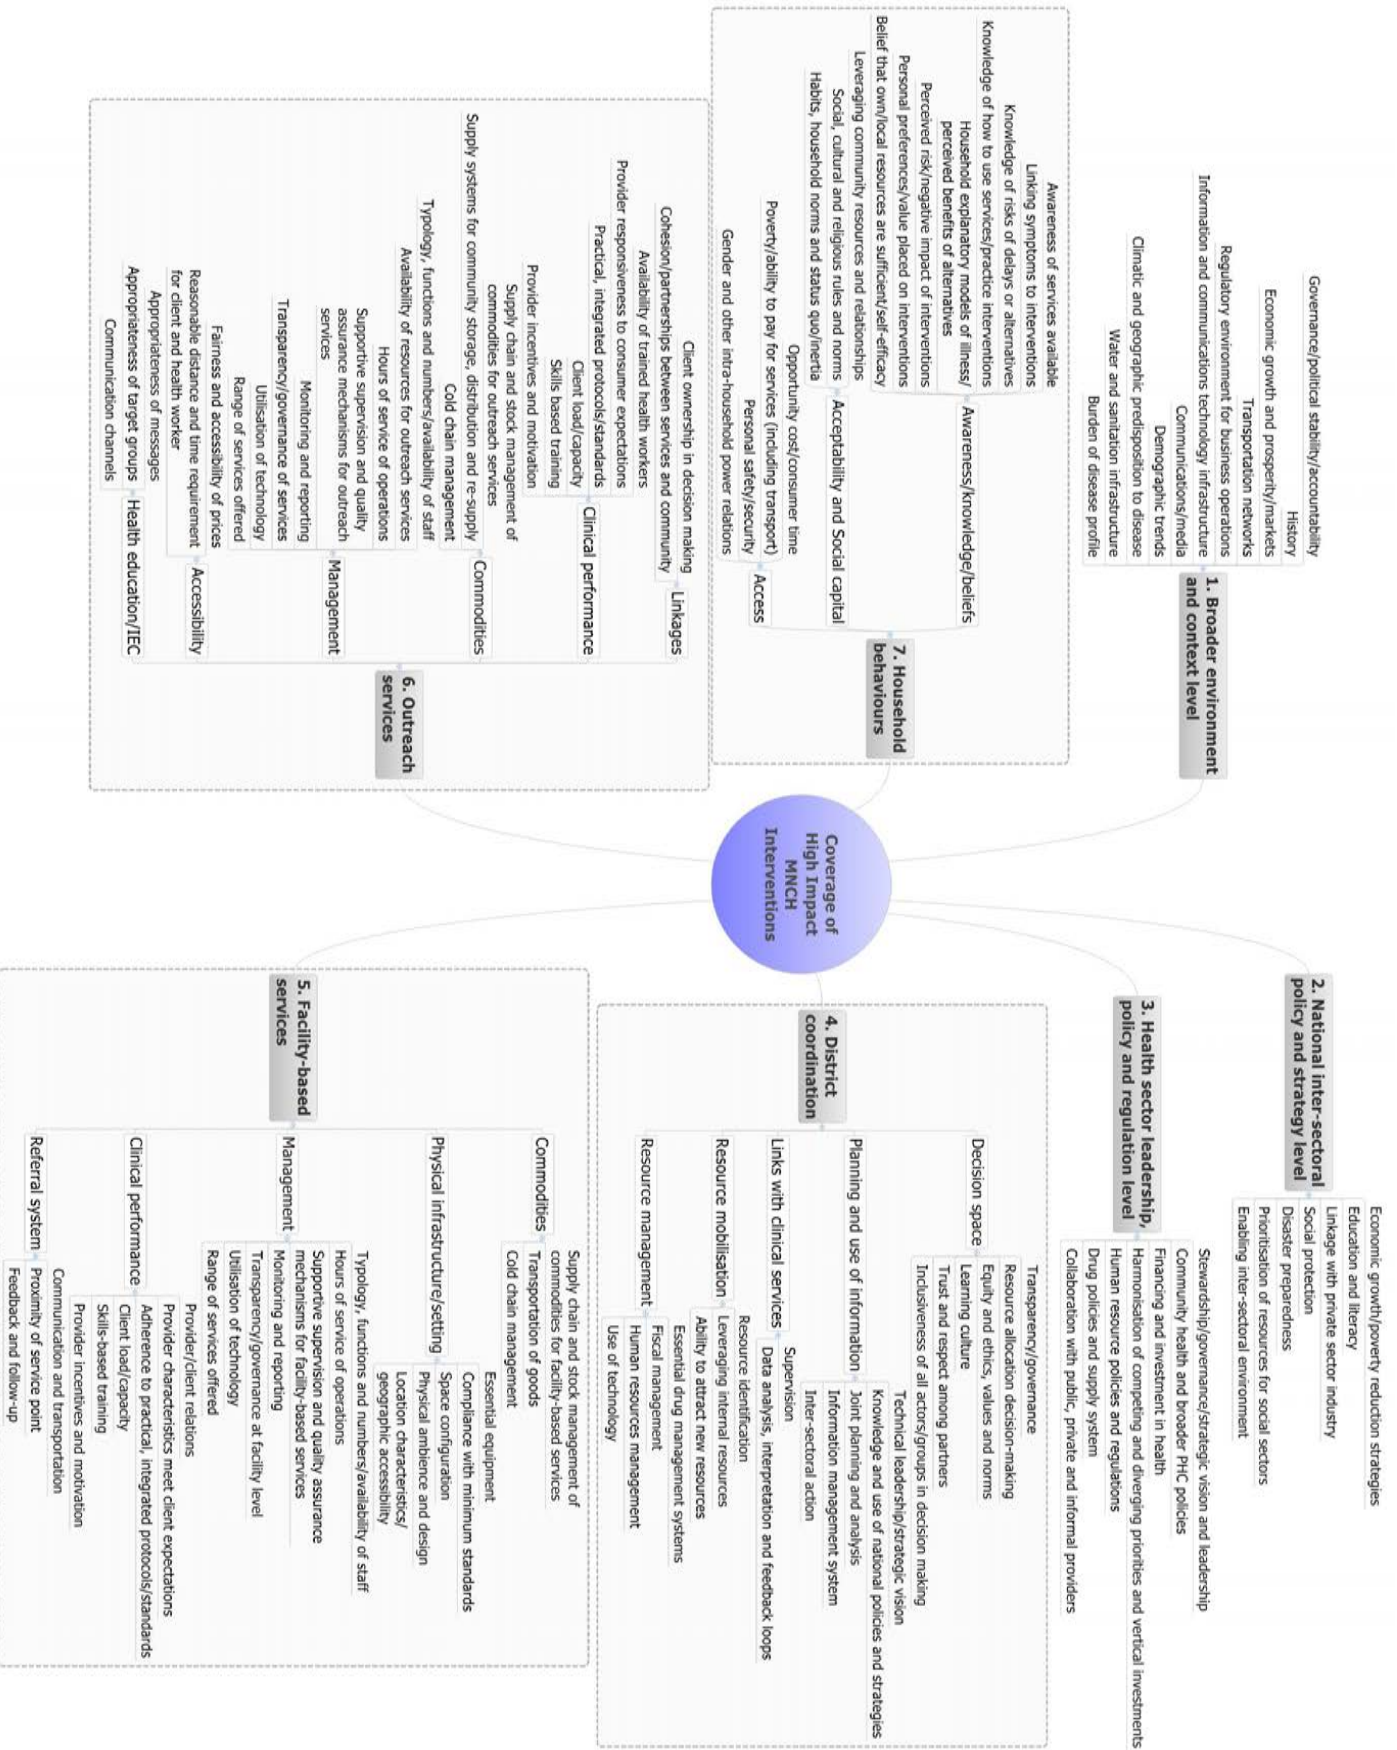 Coverage of
High Impact
MNCH
Interventions
1. Broader environment
and context level
Governance/political stability/accountability
History
Economic growth and prosperity/markets
Transportation networks
Regulatory environment for business operations
Information and communications technology infrastructure
Communications/media
Demographic trends
Climatic and geographic predisposition to disease
Water and sanitation infrastructure
Burden of disease profile
2. National inter-sectoral
policy and strategy level
Economic growth/poverty reduction strategies
Education and literacy
Linkage with private sector industry
Social protection
Disaster preparedness
Prioritisation of resources for social sectors
Enabling inter-sectoral environment
3. Health sector leadership,
policy and regulation level
Stewardship/governance/strategic vision and leadership
Community health and broader PHC policies
Financing and investment in health
Harmonisation of competing and diverging priorities and vertical investments
Human resource policies and regulations
Drug policies and supply system
Collaboration with public, private and informal providers
4. District
coordination
Decision space
Transparency/governance
Resource allocation decision-making
Equity and ethics, values and norms
Learning culture
Trust and respect among partners
Inclusiveness of all actors/groups in decision making
Planning and use of information
Technical leadership/strategic vision
Knowledge and use of national policies and strategies
Joint planning and analysis
Information management system
Inter-sectoral action
Links with clinical services
Supervision
Data analysis, interpretation and feedback loops
Resource mobilisation
Resource identification
Leveraging internal resources
Ability to attract new resources
Resource management
Essential drug management systems
Fiscal management
Human resources management
Use of technology
5. Facility-based
services
Commodities
Supply chain and stock management of
commodities for facility-based services
Transportation of goods
Cold chain management
Physical infrastructure/setting
Essential equipment
Compliance with minimum standards
Space configuration
Physical ambience and design
Location characteristics/
geographic accessibility
Management
Typology, functions and numbers/availability of staff
Hours of service of operations
Supportive supervision and quality assurance
mechanisms for facility-based services
Monitoring and reporting
Transparency/governance at facility level
Utilisation of technology
Range of services offered
Clinical performance
Provider/client relations
Provider characteristics meet client expectations
Adherence to practical, integrated protocols/standards
Client load/capacity
Skills-based training
Provider incentives and motivation
Referral system
Communication and transportation
Proximity of service point
Feedback and follow-up
6. Outreach
services
Linkages
Client ownership in decision making
Cohesion/partnerships between services and community
Clinical performance
Availability of trained health workers
Provider responsiveness to consumer expectations
Practical, integrated protocols/standards
Client load/capacity
Skills based training
Provider incentives and motivation
Commodities
Supply chain and stock management of
commodities for outreach services
Supply systems for community storage, distribution and re-supply
Cold chain management
Management
Typology, functions and numbers/availability of staff
Availability of resources for outreach services
Hours of service of operations
Supportive supervision and quality
assurance mechanisms for outreach
services
Monitoring and reporting
Transparency/governance of services
Utilisation of technology
Range of services offered
Accessibility
Fairness and accessibility of prices
Reasonable distance and time requirement
for client and health worker
Health education/IEC
Appropriateness of messages
Appropriateness of target groups
Communication channels
7. Household
behaviours
Awareness/knowledge/beliefs
Awareness of services available
Linking symptoms to interventions
Knowledge of risks of delays or alternatives
Knowledge of how to use services/practice interventions
Household explanatory models of illness/
perceived benefits of alternatives
Perceived risk/negative impact of interventions
Personal preferences/value placed on interventions
Belief that own/local resources are sufficient/self-efficacy
Acceptability and Social capital
Leveraging community resources and relationships
Social, cultural and religious rules and norms
Habits, household norms and status quo/inertia
Access
Opportunity cost/consumer time
Poverty/ability to pay for services (including transport)
Personal safety/security
Gender and other intra-household power relations